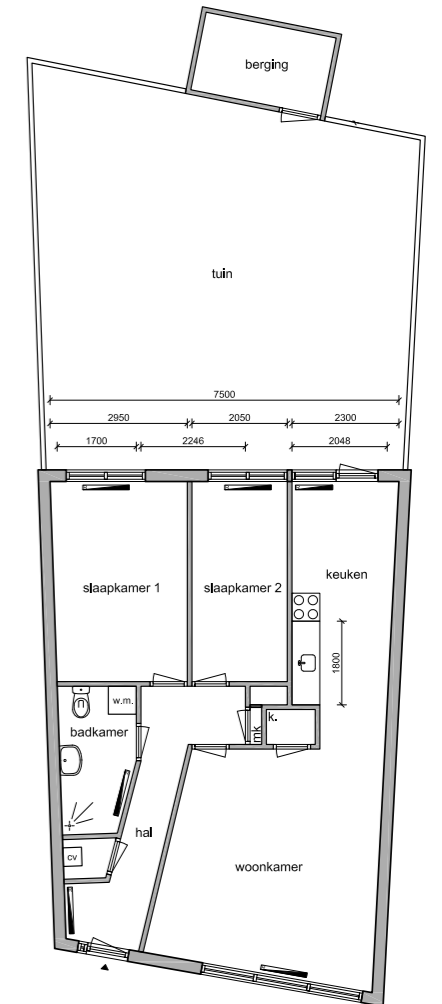 berging
tuin
7500
2950 2050 2300
1700 2246 2048
slaapkamer 1 slaapkamer 2 keuken
1800
w.m.
badkamer
k.
mk
hal
cv
woonkamer